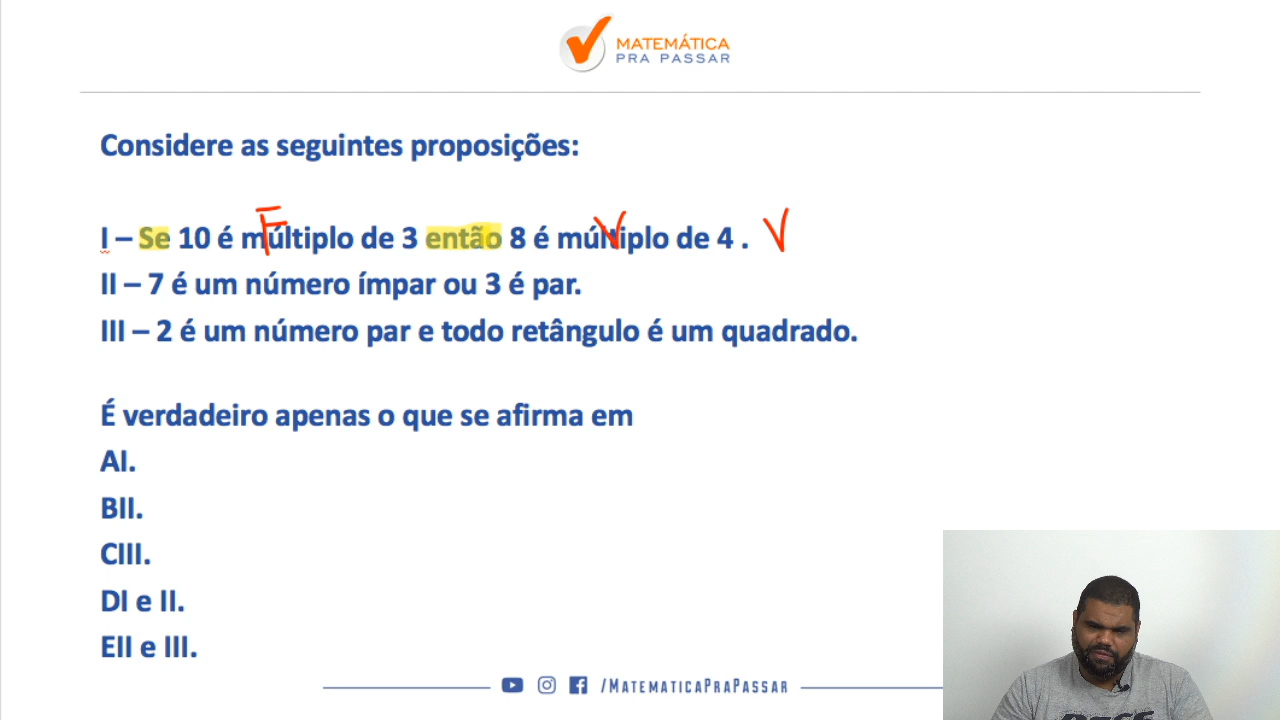 MATEMÁTICA
PRA PASSAR
Considere as seguintes proposições:
F V V
I – Se 10 é múltiplo de 3 então 8 é múltiplo de 4 .
II – 7 é um número ímpar ou 3 é par.
III – 2 é um número par e todo retângulo é um quadrado.
É verdadeiro apenas o que se afirma em
AI.
BII.
CIII.
DI e II.
EII e III.
/MATEMATICAPRAPASSAR